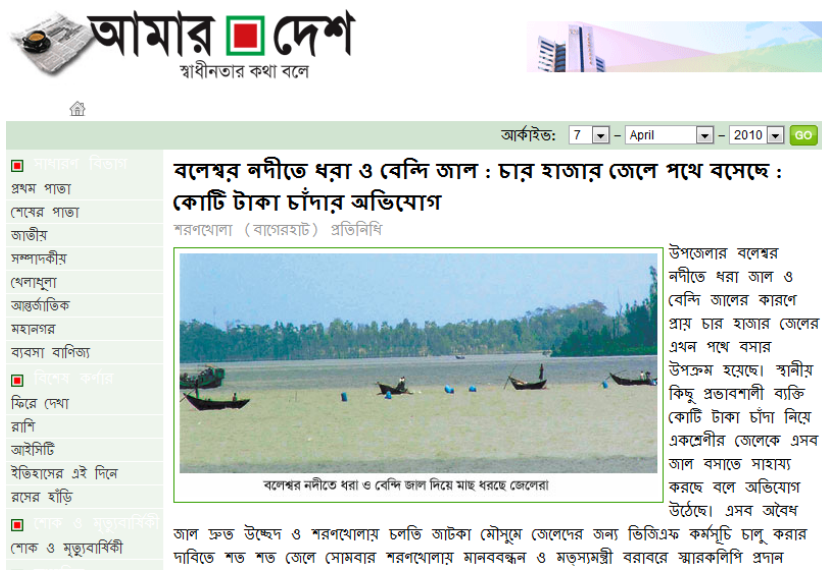 আমার দেশ
স্বাধীনতার কথা বলে
আর্কাইভ: 7 – April – 2010 GO
সাধারণ বিভাগ
প্রথম পাতা
শেষের পাতা
জাতীয়
সম্পাদকীয়
খেলাধুলা
আন্তর্জাতিক
মহানগর
ব্যবসা বাণিজ্য
বিশেষ কর্ণার
ফিরে দেখা
রাশি
আইসিটি
ইতিহাসের এই দিনে
রসের হাঁড়ি
শোক ও মৃত্যুবার্ষিকী
শোক ও মৃত্যুবার্ষিকী
বলেশ্বর নদীতে ধরা ও বেন্দি জাল : চার হাজার জেলে পথে বসেছে :
কোটি টাকা চাঁদার অভিযোগ
শরণখোলা (বাগেরহাট) প্রতিনিধি
উপজেলার বলেশ্বর
নদীতে ধরা জাল ও
বেন্দি জালের কারণে
প্রায় চার হাজার জেলের
এখন পথে বসার
উপক্রম হয়েছে। স্থানীয়
কিছু প্রভাবশালী ব্যক্তি
কোটি টাকা চাঁদা নিয়ে
একশ্রেণীর জেলেকে এসব
জাল বসাতে সাহায্য
করছে বলে অভিযোগ
উঠেছে। এসব অবৈধ
বলেশ্বর নদীতে ধরা ও বেন্দি জাল দিয়ে মাছ ধরছে জেলেরা
জাল দ্রুত উচ্ছেদ ও শরণখোলায় চলতি জাটকা মৌসুমে জেলেদের জন্য ভিজিএফ কর্মসূচি চালু করার
দাবিতে শত শত জেলে সোমবার শরণখোলায় মানববন্ধন ও মত্স্যমন্ত্রী বরাবরে স্মারকলিপি প্রদান